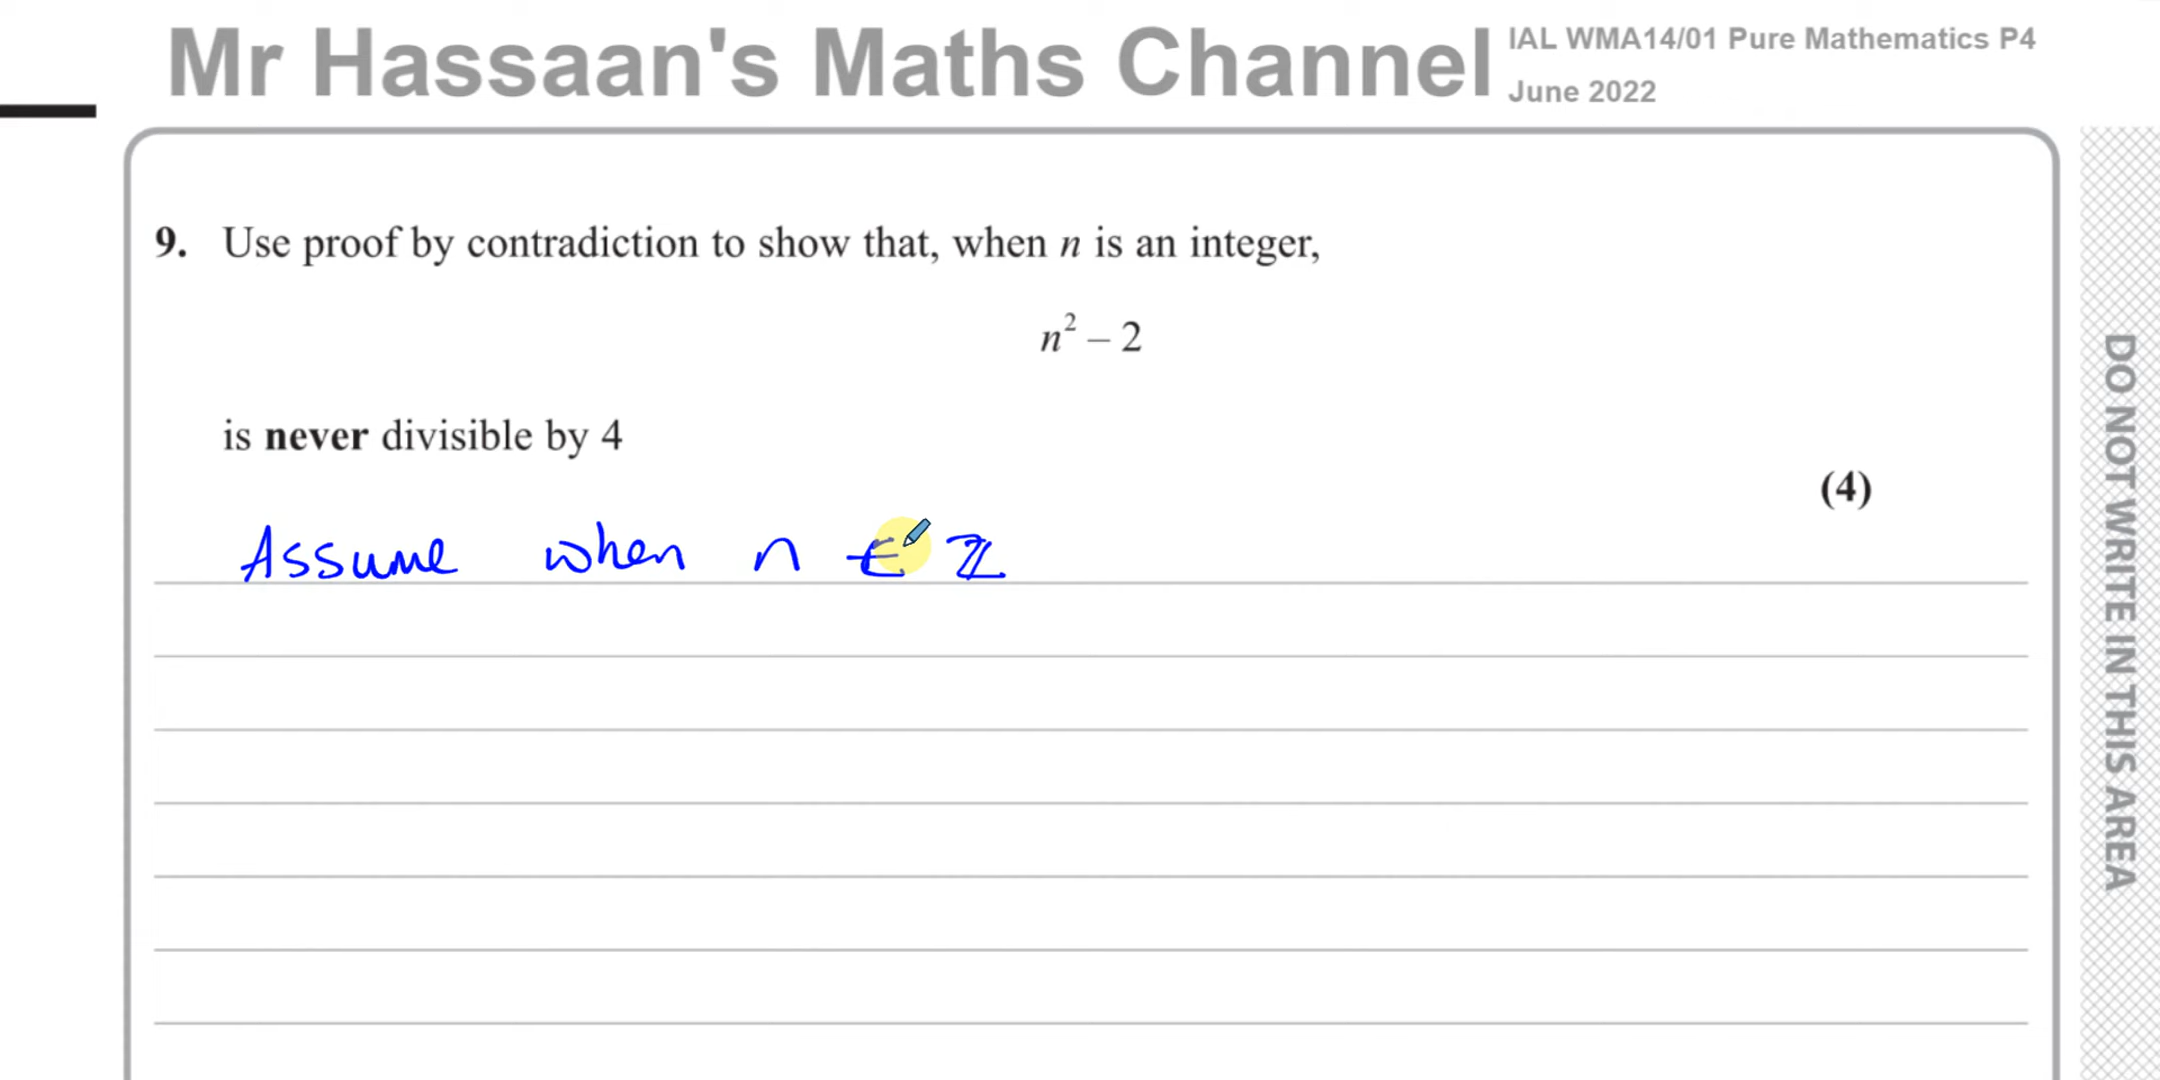 Mr Hassaan's Maths Channel
IAL WMA14/01 Pure Mathematics P4
June 2022
9. Use proof by contradiction to show that, when n is an integer,
n² – 2
is never divisible by 4
(4)
Assume when n ∈ ℤ
DO NOT WRITE IN THIS AREA